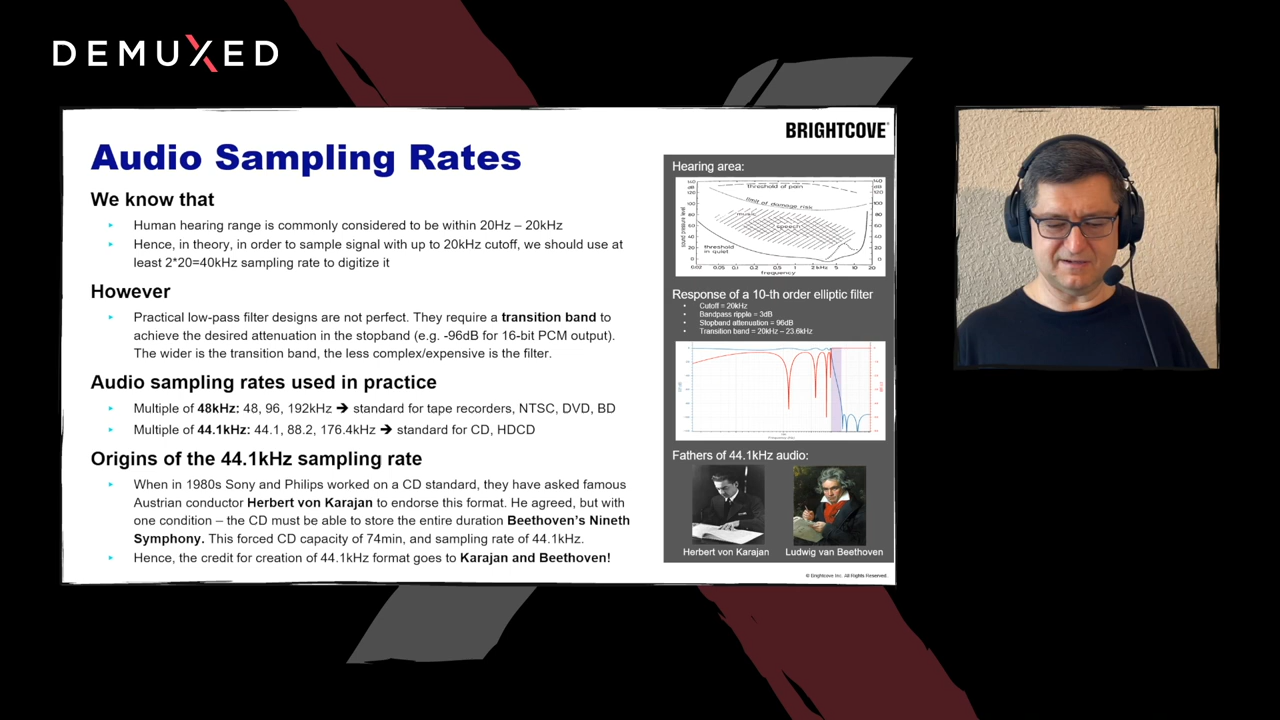 DEMUXED
BRIGHTCOVE
Audio Sampling Rates
We know that
Human hearing range is commonly considered to be within 20Hz – 20kHz
Hence, in theory, in order to sample signal with up to 20kHz cutoff, we should use at
least 2*20=40kHz sampling rate to digitize it
However
Practical low-pass filter designs are not perfect. They require a transition band to
achieve the desired attenuation in the stopband (e.g. -96dB for 16-bit PCM output).
The wider is the transition band, the less complex/expensive is the filter.
Audio sampling rates used in practice
Multiple of 48kHz: 48, 96, 192kHz ➔ standard for tape recorders, NTSC, DVD, BD
Multiple of 44.1kHz: 44.1, 88.2, 176.4kHz ➔ standard for CD, HDCD
Origins of the 44.1kHz sampling rate
When in 1980s Sony and Philips worked on a CD standard, they have asked famous
Austrian conductor Herbert von Karajan to endorse this format. He agreed, but with
one condition – the CD must be able to store the entire duration Beethoven's Nineth
Symphony. This forced CD capacity of 74min, and sampling rate of 44.1kHz.
Hence, the credit for creation of 44.1kHz format goes to Karajan and Beethoven!
Hearing area:
threshold of pain
limit of damage risk
music
speech
threshold
in quiet
sound pressure level
frequency
Response of a 10-th order elliptic filter
Cutoff = 20kHz
Bandpass ripple = 3dB
Stopband attenuation = 96dB
Transition band = 20kHz – 23.6kHz
Fathers of 44.1kHz audio:
Herbert von Karajan
Ludwig van Beethoven
© Brightcove Inc. All Rights Reserved.